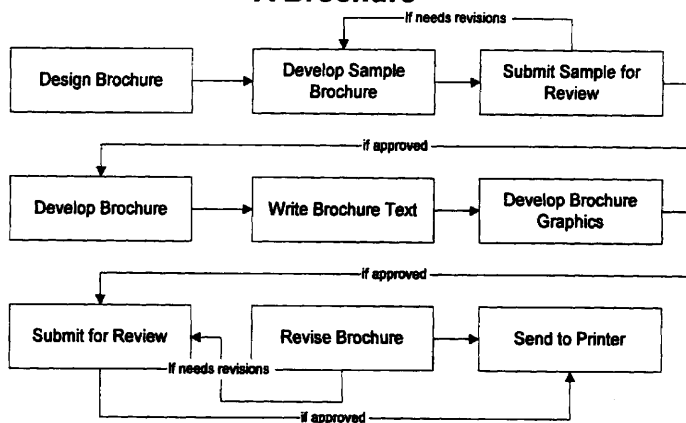 A Brochure
If needs revisions
Design Brochure
Develop Sample
Brochure
Submit Sample for
Review
if approved
Develop Brochure
Write Brochure Text
Develop Brochure
Graphics
if approved
Submit for Review
Revise Brochure
Send to Printer
If needs revisions
if approved